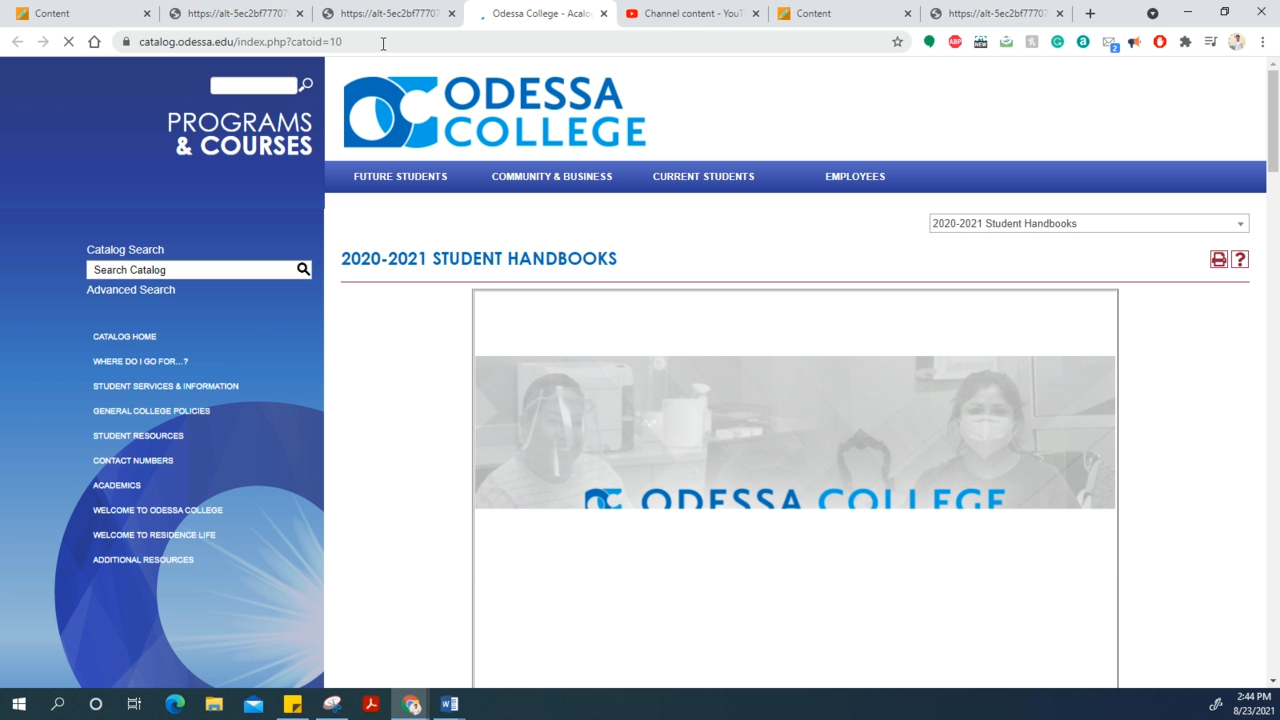 Content
https://alt-5ec2bf77707
https://alt-5ec2bf77707
Odessa College - Acalo
Channel content - YouT
Content
https://alt-5ec2bf77707
catalog.odessa.edu/index.php?catoid=10
ABP
NEW
2
PROGRAMS
& COURSES
ODESSA
COLLEGE
FUTURE STUDENTS
COMMUNITY & BUSINESS
CURRENT STUDENTS
EMPLOYEES
2020-2021 Student Handbooks
Catalog Search
Search Catalog
Advanced Search
2020-2021 STUDENT HANDBOOKS
CATALOG HOME
WHERE DO I GO FOR...?
STUDENT SERVICES & INFORMATION
GENERAL COLLEGE POLICIES
STUDENT RESOURCES
CONTACT NUMBERS
ACADEMICS
WELCOME TO ODESSA COLLEGE
WELCOME TO RESIDENCE LIFE
ADDITIONAL RESOURCES
ODESSA COLLEGE
2:44 PM
8/23/2021